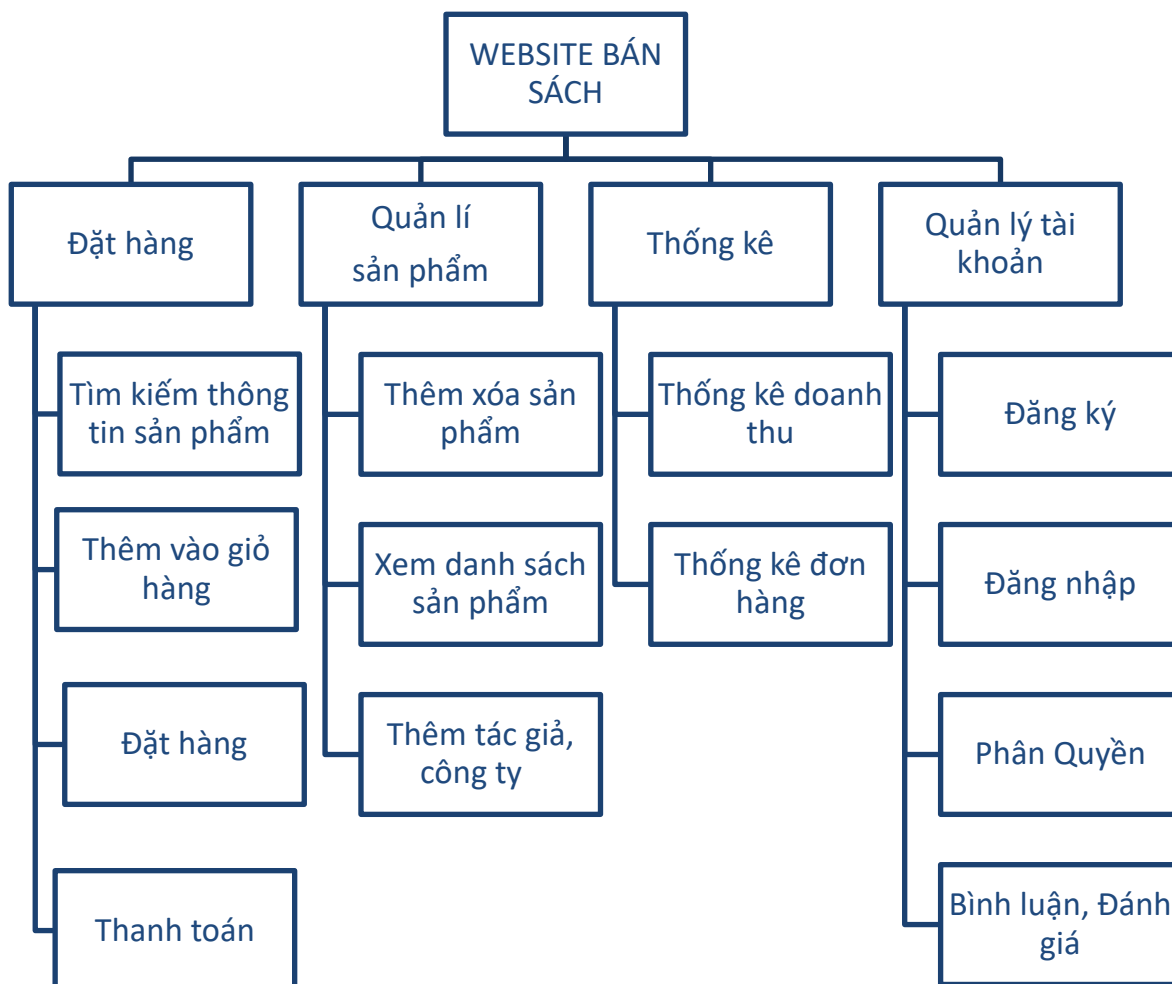 WEBSITE BÁN
SÁCH
Đặt hàng
Quản lí
sản phẩm
Thống kê
Quản lý tài
khoản
Tìm kiếm thông
tin sản phẩm
Thêm vào giỏ
hàng
Đặt hàng
Thanh toán
Thêm xóa sản
phẩm
Xem danh sách
sản phẩm
Thêm tác giả,
công ty
Thống kê doanh
thu
Thống kê đơn
hàng
Đăng ký
Đăng nhập
Phân Quyền
Bình luận, Đánh
giá